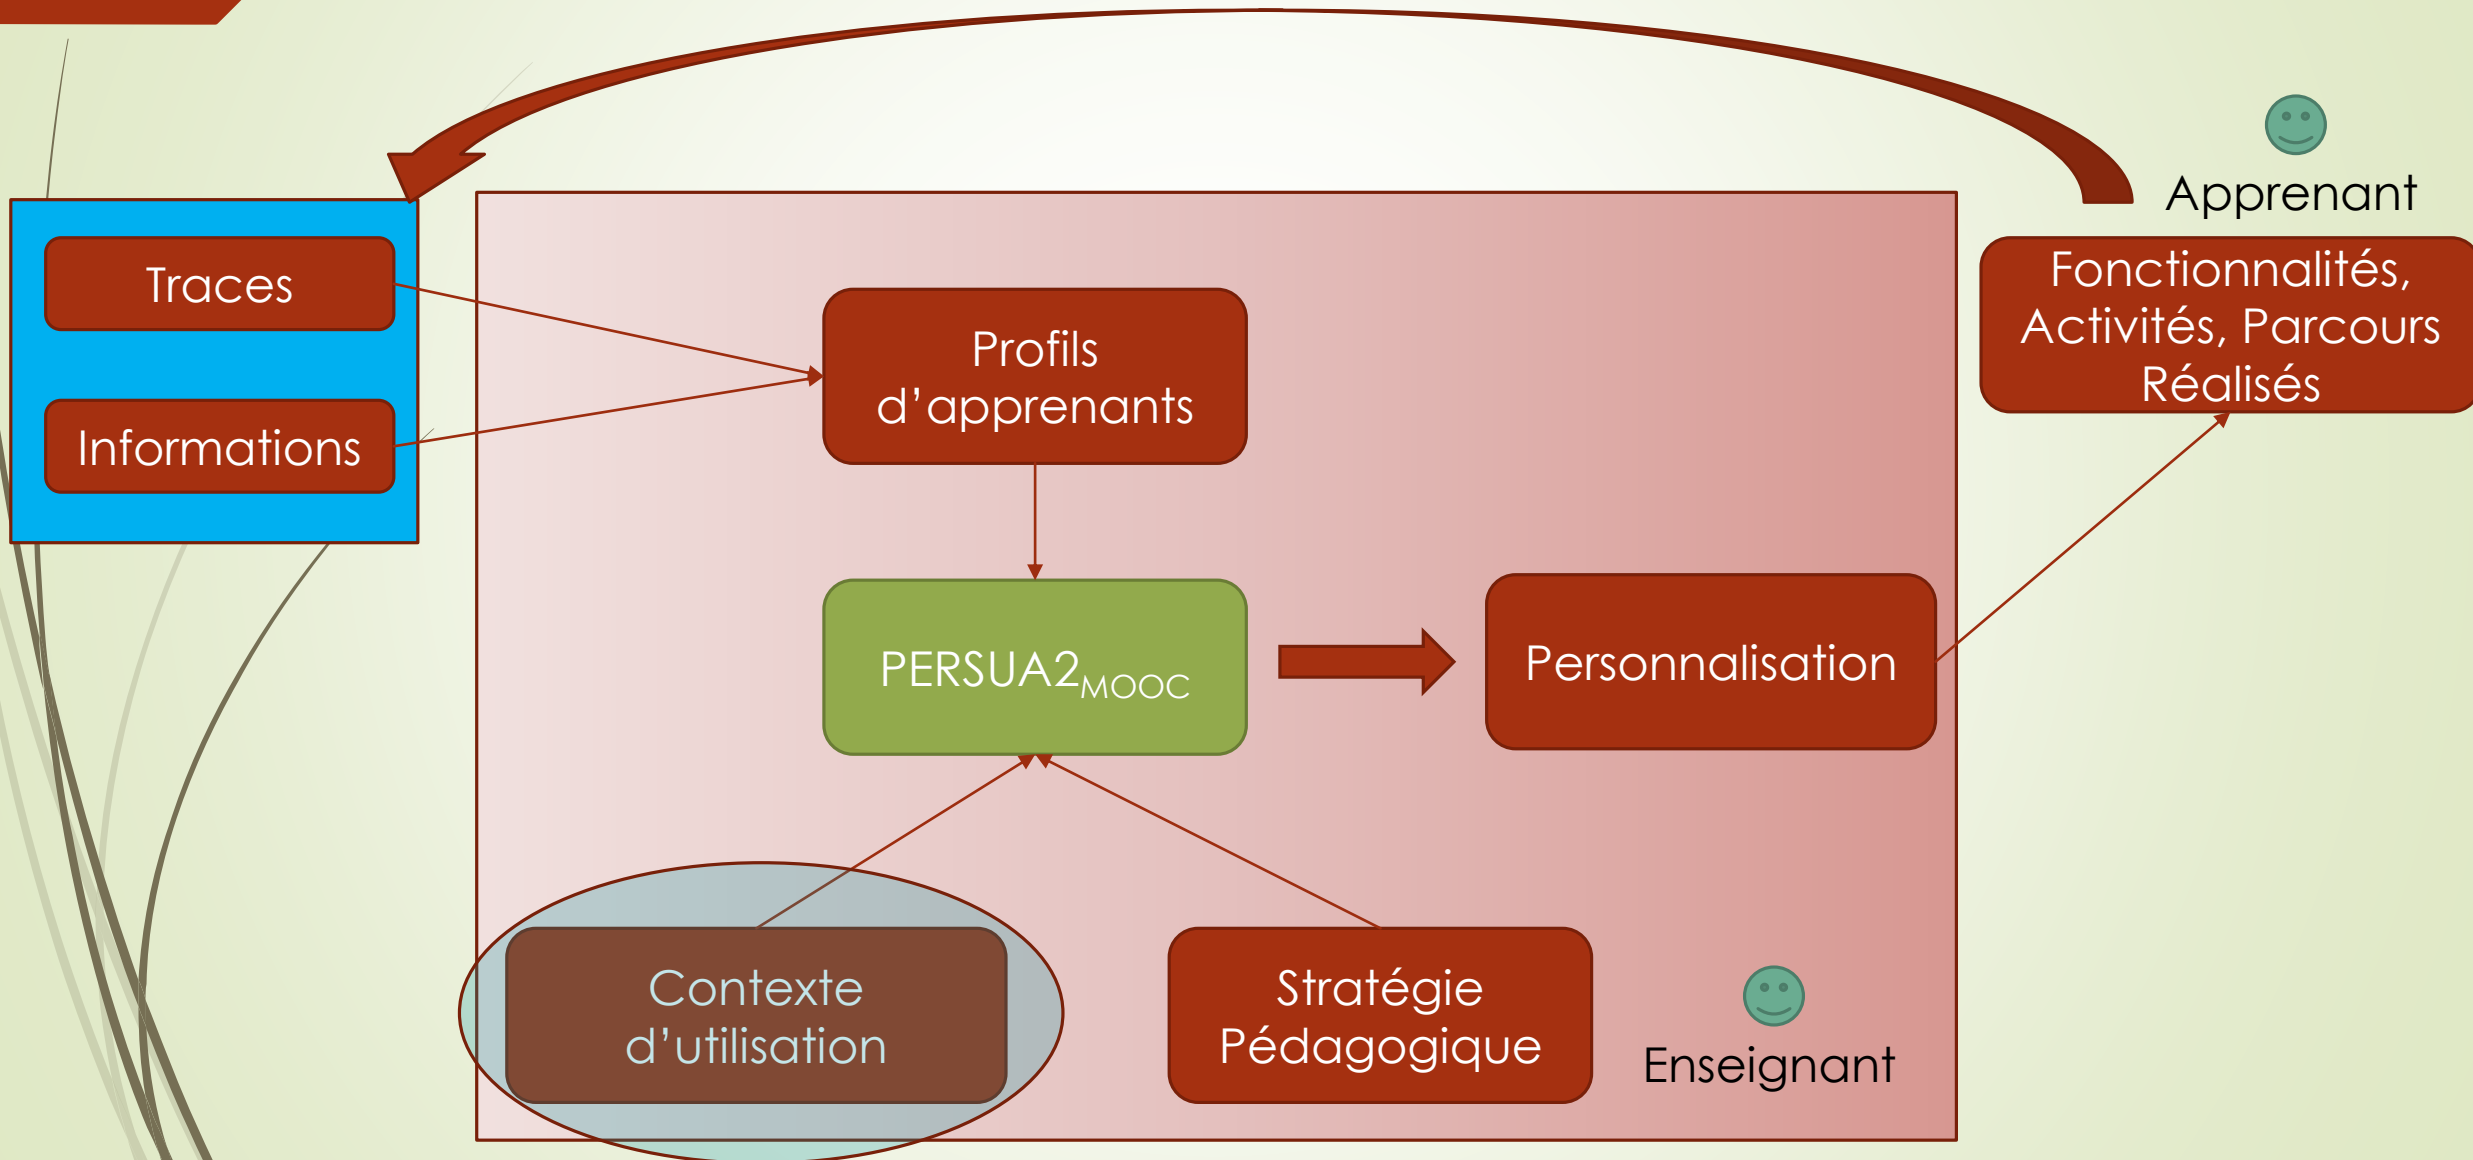 Apprenant
Traces
Informations
Profils
d’apprenants
Fonctionnalités,
Activités, Parcours
Réalisés
PERSUA2MOOC
Personnalisation
Contexte
d’utilisation
Stratégie
Pédagogique
Enseignant